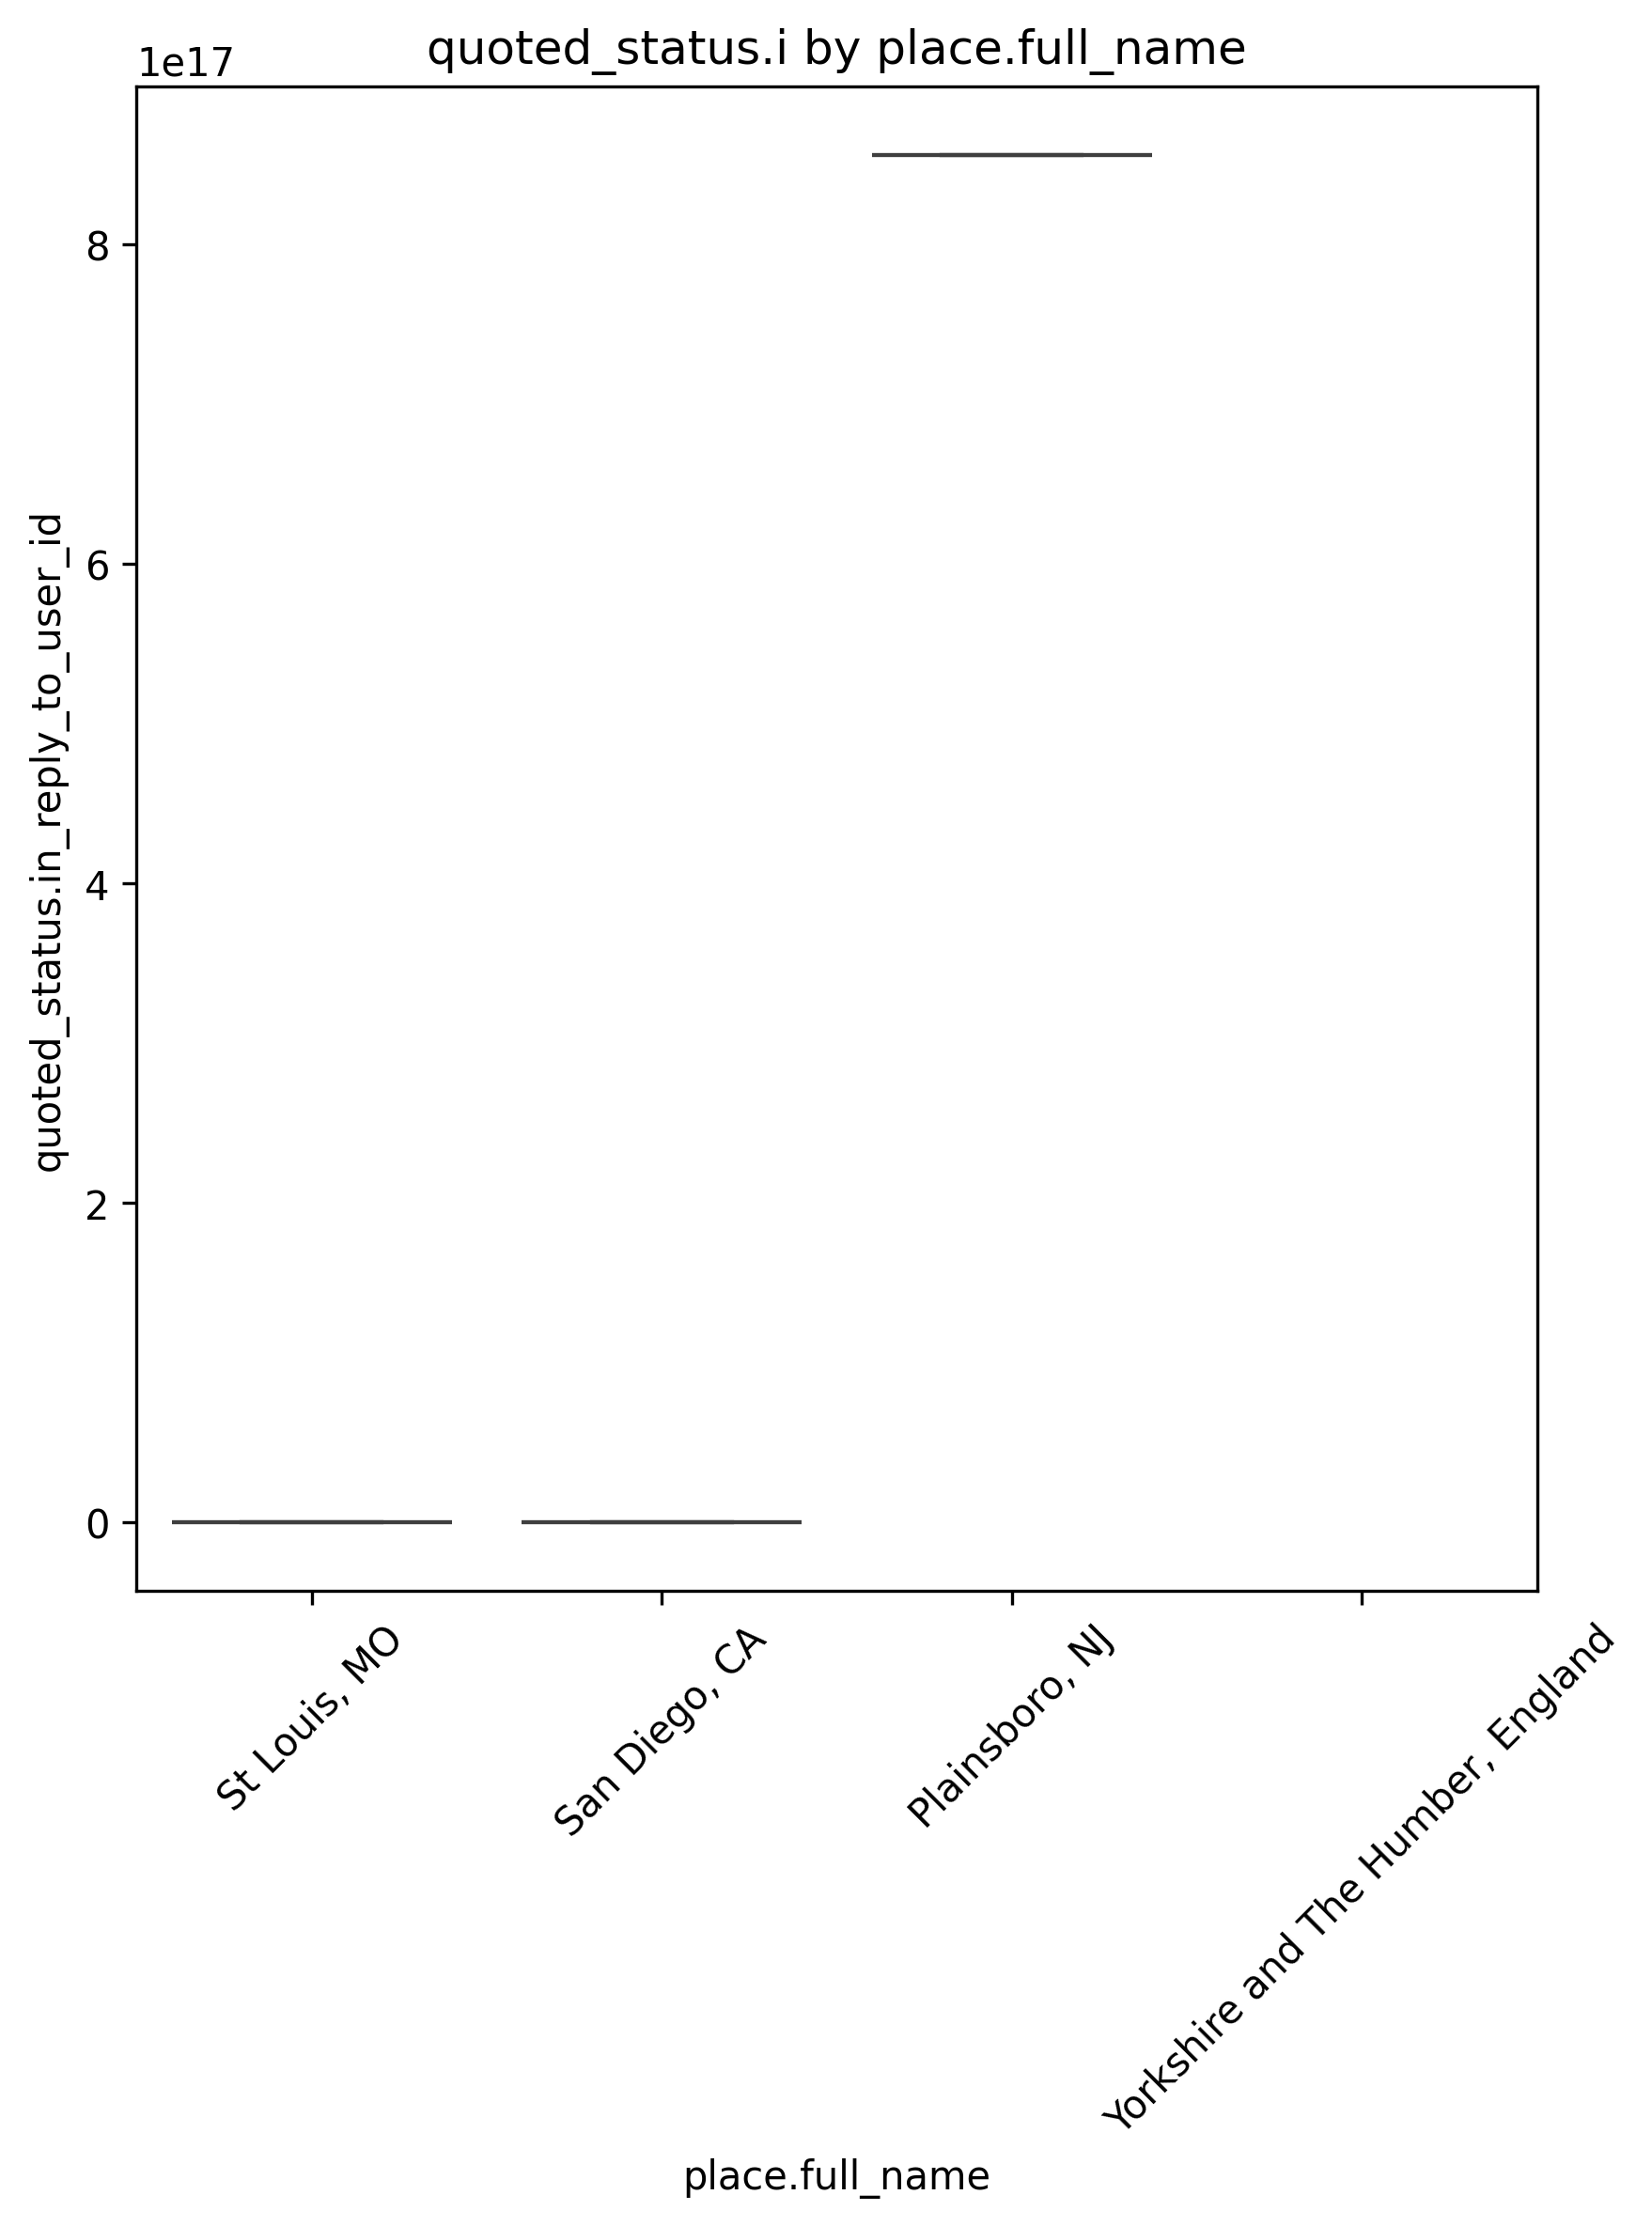 quoted_status.i by place.full_name
1e17
8
6
4
2
0
quoted_status.in_reply_to_user_id
St Louis, MO
San Diego, CA
Plainsboro, NJ
Yorkshire and The Humber, England
place.full_name